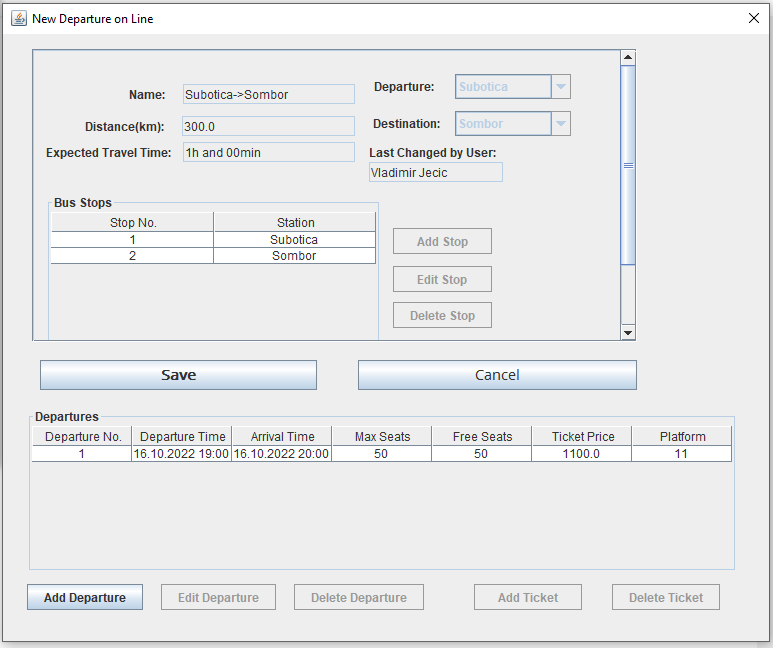 New Departure on Line
Name: Subotica->Sombor Departure: Subotica
Distance(km): 300.0 Destination: Sombor
Expected Travel Time: 1h and 00min Last Changed by User:
Vladimir Jecic
Bus Stops
Stop No. Station
1 Subotica
2 Sombor
Add Stop
Edit Stop
Delete Stop
Save Cancel
Departures
Departure No. Departure Time Arrival Time Max Seats Free Seats Ticket Price Platform
1 16.10.2022 19:00 16.10.2022 20:00 50 50 1100.0 11
Add Departure Edit Departure Delete Departure Add Ticket Delete Ticket